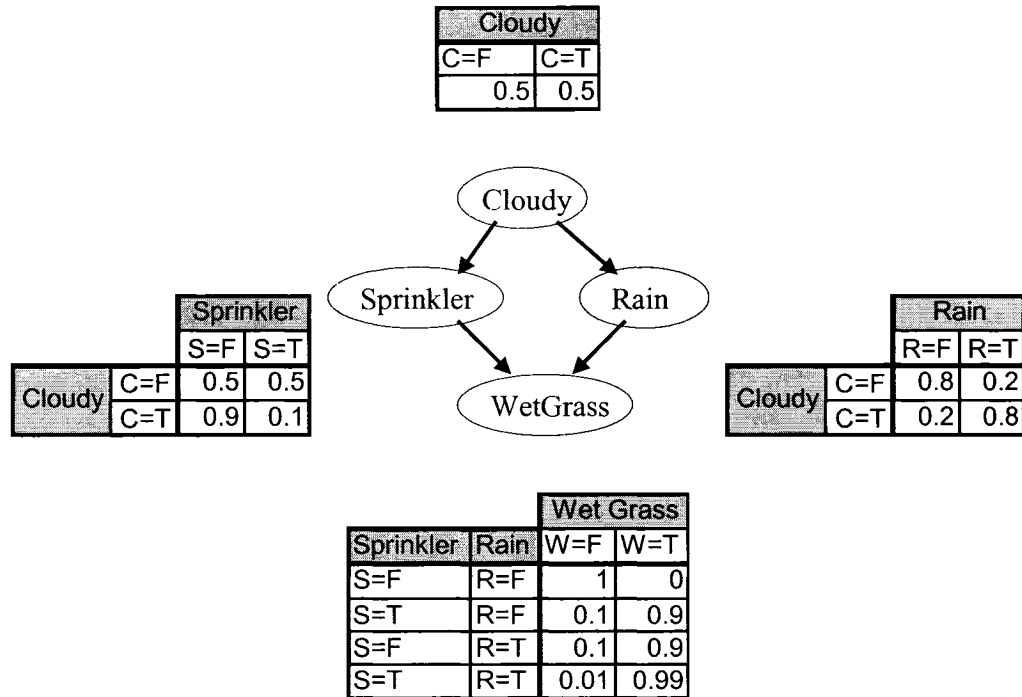 Cloudy
C=F C=T
0.5 0.5
Cloudy
Sprinkler Rain
WetGrass
Sprinkler
S=F S=T
Cloudy C=F 0.5 0.5
C=T 0.9 0.1
Rain
R=F R=T
Cloudy C=F 0.8 0.2
C=T 0.2 0.8
Wet Grass
Sprinkler Rain W=F W=T
S=F R=F 1 0
S=T R=F 0.1 0.9
S=F R=T 0.1 0.9
S=T R=T 0.01 0.99